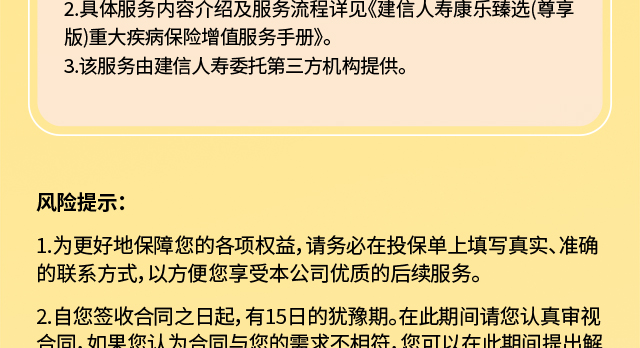 2.具体服务内容介绍及服务流程详见《建信人寿康乐臻选(尊享
版)重大疾病保险增值服务手册》。
3.该服务由建信人寿委托第三方机构提供。
风险提示：
1.为更好地保障您的各项权益，请务必在投保单上填写真实、准确
的联系方式，以方便您享受本公司优质的后续服务。
2.自您签收合同之日起，有15日的犹豫期。在此期间请您认真审视
合同，如果您认为合同与您的需求不相符，您可以在此期间提出解